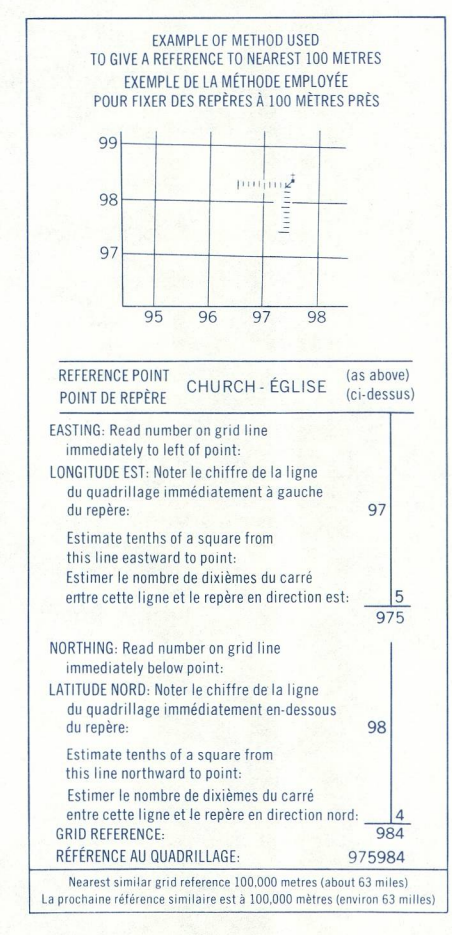 EXAMPLE OF METHOD USED
TO GIVE A REFERENCE TO NEAREST 100 METRES
EXEMPLE DE LA MÉTHODE EMPLOYÉE
POUR FIXER DES REPÈRES À 100 MÈTRES PRÈS
99
98
97
95 96 97 98
REFERENCE POINT
POINT DE REPÈRE
CHURCH - ÉGLISE
(as above)
(ci-dessus)
EASTING: Read number on grid line
immediately to left of point:
LONGITUDE EST: Noter le chiffre de la ligne
du quadrillage immédiatement à gauche
du repère: 97
Estimate tenths of a square from
this line eastward to point:
Estimer le nombre de dixièmes du carré
entre cette ligne et le repère en direction est: 5
975
NORTHING: Read number on grid line
immediately below point:
LATITUDE NORD: Noter le chiffre de la ligne
du quadrillage immédiatement en-dessous
du repère: 98
Estimate tenths of a square from
this line northward to point:
Estimer le nombre de dixièmes du carré
entre cette ligne et le repère en direction nord: 4
GRID REFERENCE: 984
RÉFÉRENCE AU QUADRILLAGE: 975984
Nearest similar grid reference 100,000 metres (about 63 miles)
La prochaine référence similaire est à 100,000 mètres (environ 63 milles)